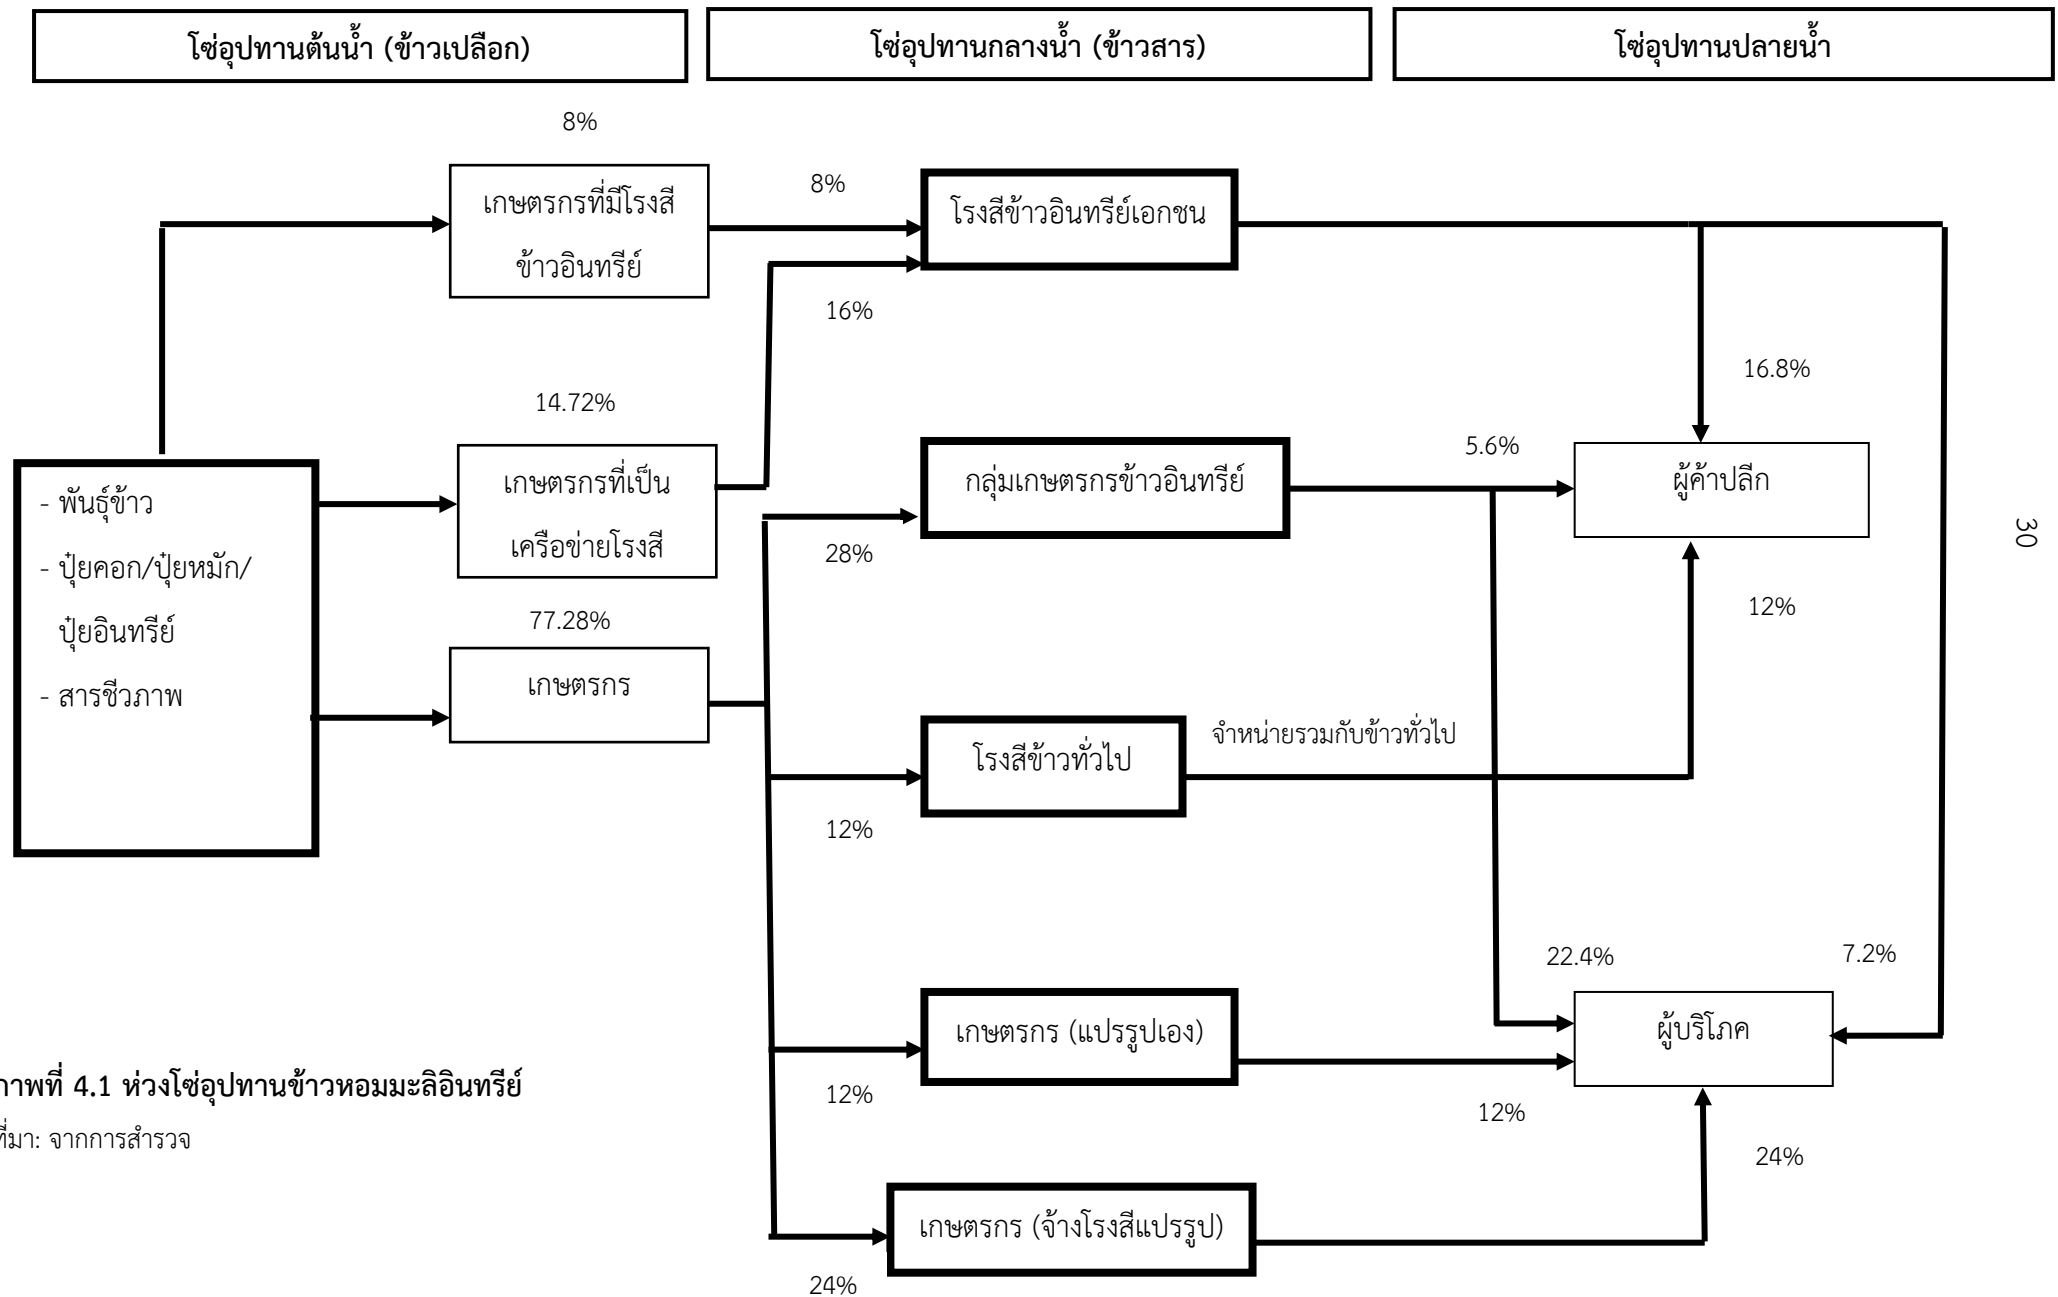 โซ่อุปทานต้นน้ำ (ข้าวเปลือก)
โซ่อุปทานกลางน้ำ (ข้าวสาร)
โซ่อุปทานปลายน้ำ
8%
เกษตรกรที่มีโรงสี
ข้าวอินทรีย์
8%
โรงสีข้าวอินทรีย์เอกชน
16%
16.8%
14.72%
เกษตรกรที่เป็น
เครือข่ายโรงสี
กลุ่มเกษตรกรข้าวอินทรีย์
5.6%
ผู้ค้าปลีก
- พันธุ์ข้าว
- ปุ๋ยคอก/ปุ๋ยหมัก/
ปุ๋ยอินทรีย์
- สารชีวภาพ
28%
30
12%
77.28%
เกษตรกร
โรงสีข้าวทั่วไป
จำหน่ายรวมกับข้าวทั่วไป
12%
22.4%
7.2%
เกษตรกร (แปรรูปเอง)
ผู้บริโภค
12%
12%
24%
เกษตรกร (จ้างโรงสีแปรรูป)
24%
ภาพที่ 4.1 ห่วงโซ่อุปทานข้าวหอมมะลิอินทรีย์
ที่มา: จากการสำรวจ